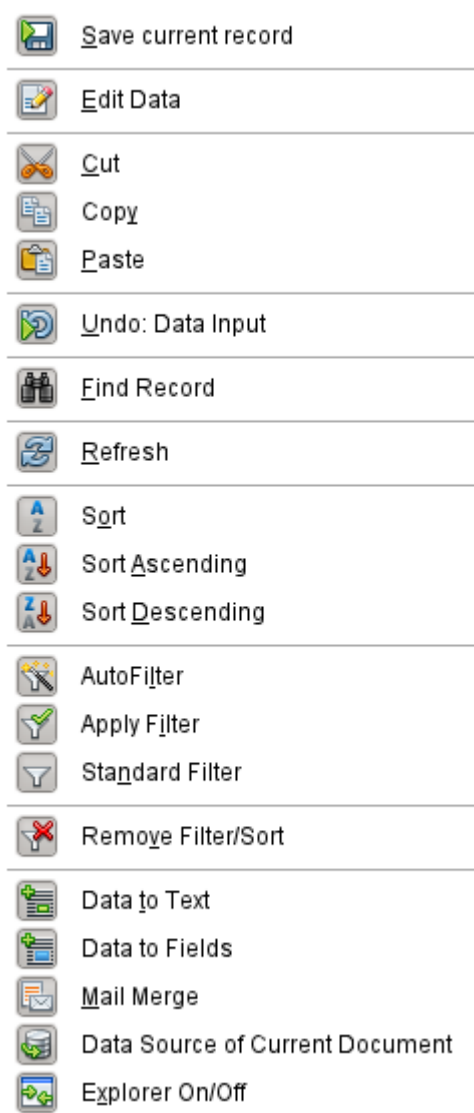 Save current record
Edit Data
Cut
Copy
Paste
Undo: Data Input
Find Record
Refresh
Sort
Sort Ascending
Sort Descending
AutoFilter
Apply Filter
Standard Filter
Remove Filter/Sort
Data to Text
Data to Fields
Mail Merge
Data Source of Current Document
Explorer On/Off